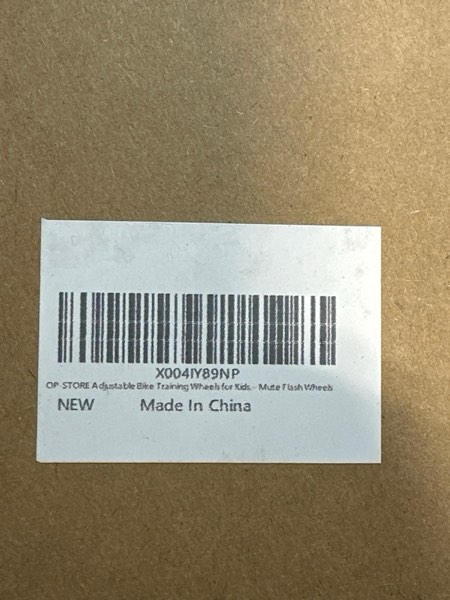 X004IY89NP
OP-STORE Adjustable Bike Training Wheels for Kids - Mute Flash Wheels
NEW Made In China